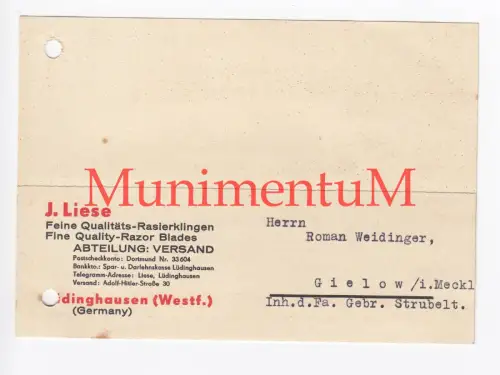 MunimentuM
J. Liese
Feine Qualitäts-Rasierklingen
Fine Quality-Razor Blades
ABTEILUNG: VERSAND
Postscheckkonto: Dortmund Nr. 33604
Bankkto.: Spar- u. Darlehnskasse Lüdinghausen
Telegramm-Adresse: Liese, Lüdinghausen
Versand: Adolf-Hitler-Straße 30
üdinghausen (Westf.)
(Germany)
Herrn
Roman Weidinger,
Gielow/i.Meckl
Inh.d.Fa. Gebr. Strubelt.